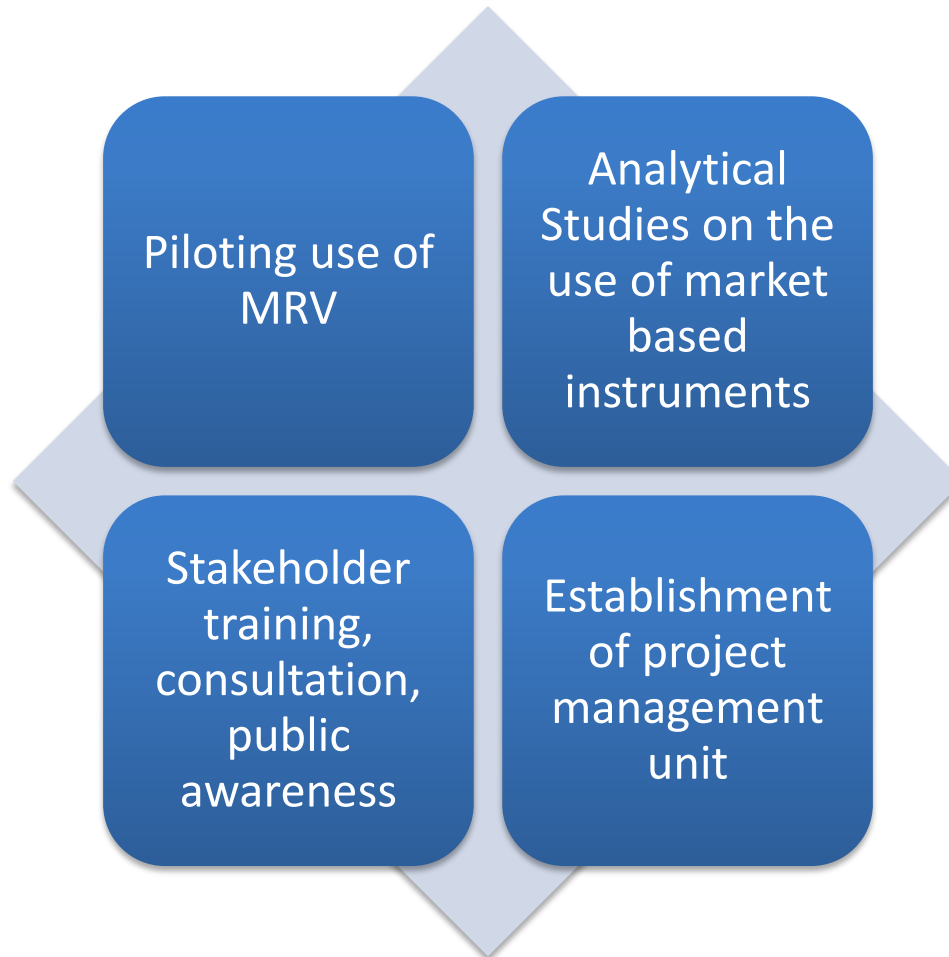 Piloting use of
MRV
Analytical
Studies on the
use of market
based
instruments
Stakeholder
training,
consultation,
public
awareness
Establishment
of project
management
unit